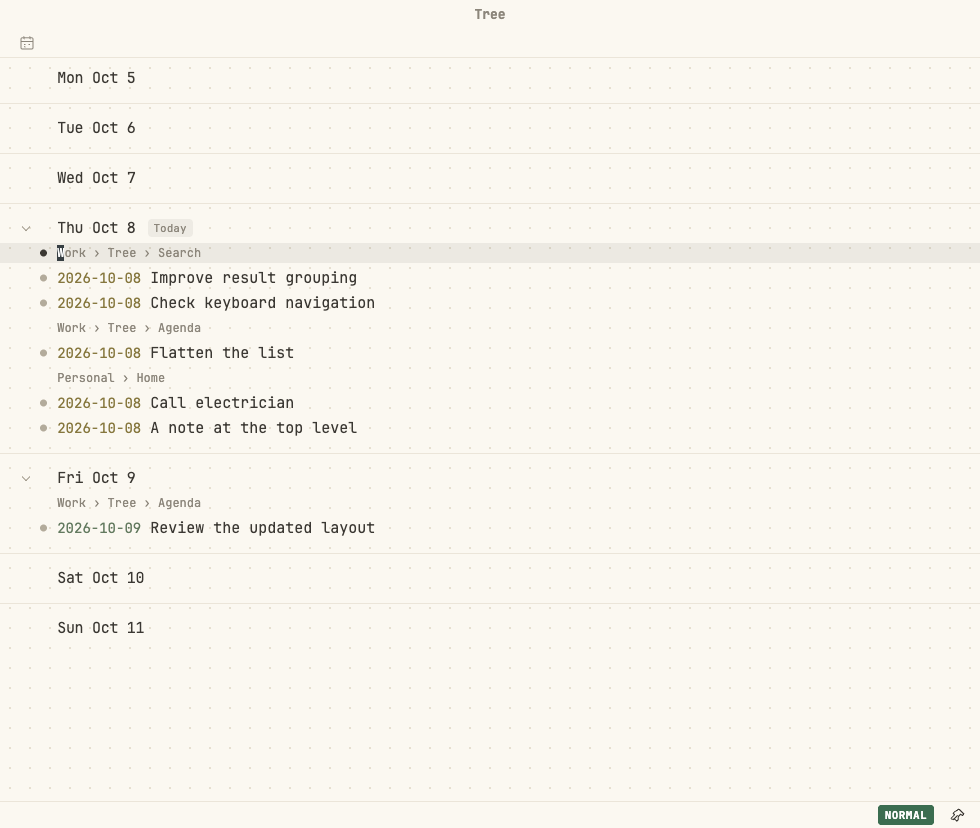 Tree
Mon Oct 5
Tue Oct 6
Wed Oct 7
Thu Oct 8 Today
Work › Tree › Search
2026-10-08 Improve result grouping
2026-10-08 Check keyboard navigation
Work › Tree › Agenda
2026-10-08 Flatten the list
Personal › Home
2026-10-08 Call electrician
2026-10-08 A note at the top level
Fri Oct 9
Work › Tree › Agenda
2026-10-09 Review the updated layout
Sat Oct 10
Sun Oct 11
NORMAL